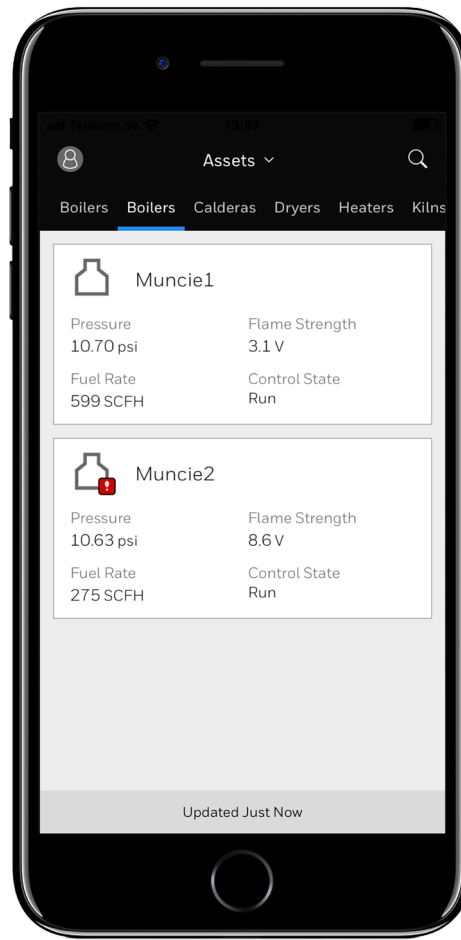 Telekom.de 13:57
Assets
Boilers Boilers Calderas Dryers Heaters Kilns
Muncie1
Pressure Flame Strength
10.70 psi 3.1 V
Fuel Rate Control State
599 SCFH Run
Muncie2
Pressure Flame Strength
10.63 psi 8.6 V
Fuel Rate Control State
275 SCFH Run
Updated Just Now